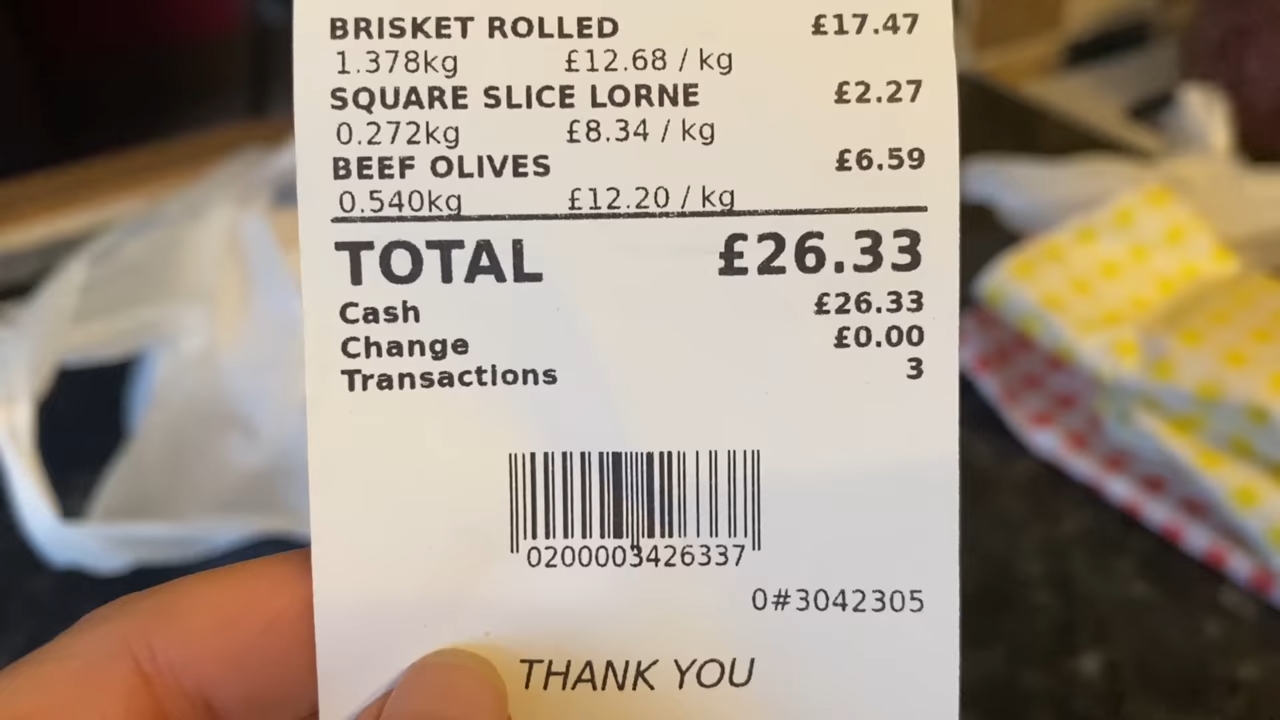 BRISKET ROLLED £17.47
1.378kg £12.68 / kg
SQUARE SLICE LORNE £2.27
0.272kg £8.34 / kg
BEEF OLIVES £6.59
0.540kg £12.20 / kg
TOTAL £26.33
Cash £26.33
Change £0.00
Transactions 3
0200003426337
0#3042305
THANK YOU